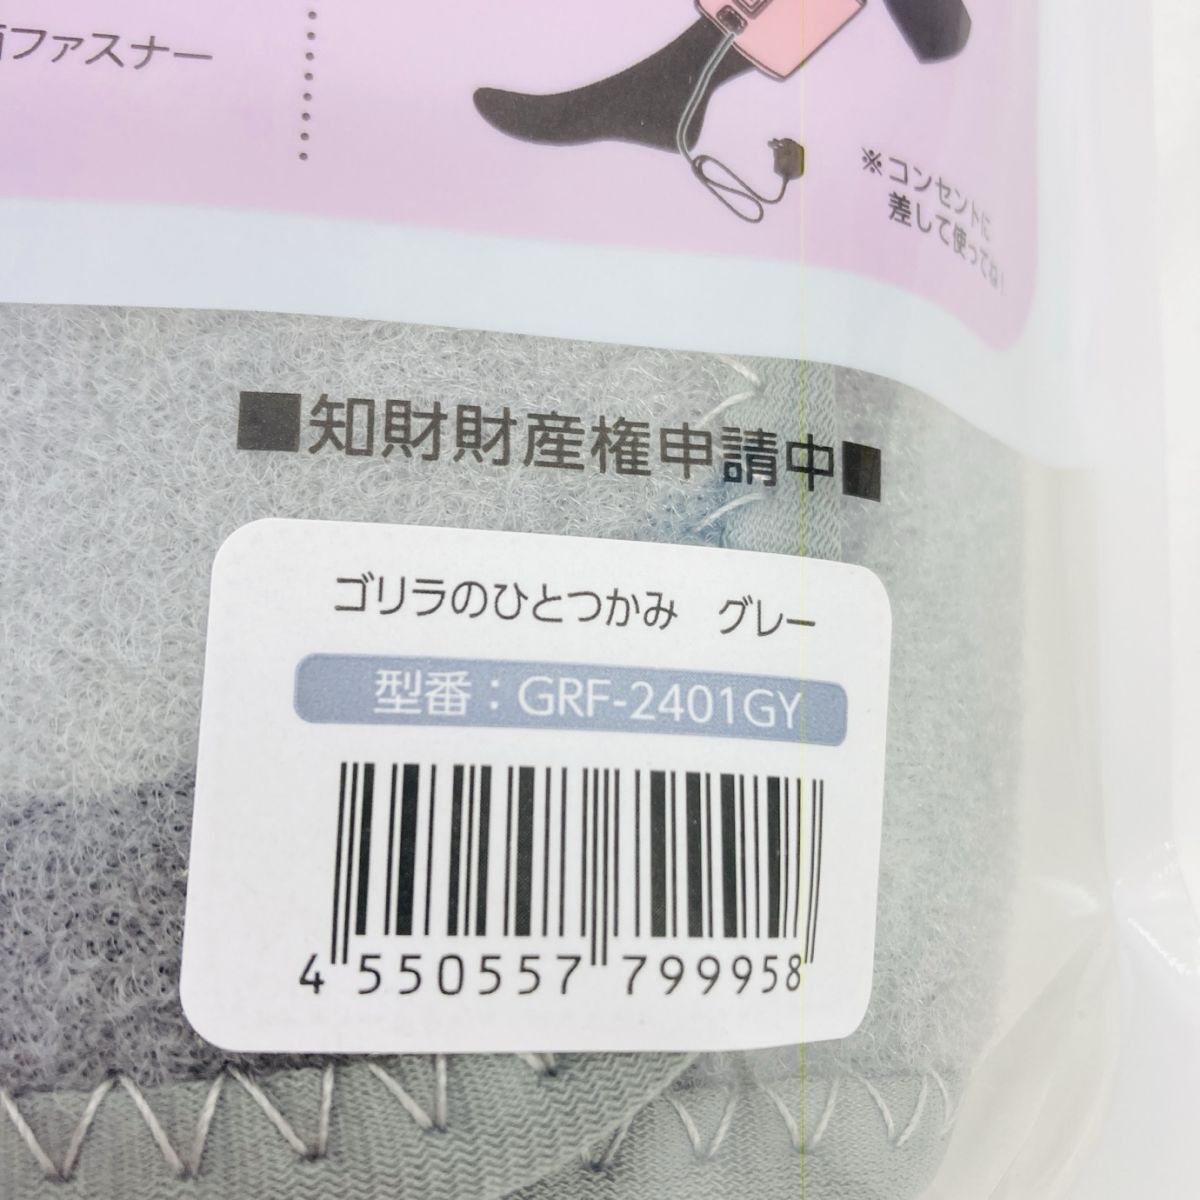 面ファスナー
※コンセントに
差して使ってね!
■知財財産権申請中■
ゴリラのひとつかみ グレー
型番：GRF-2401GY
4 550557 799958